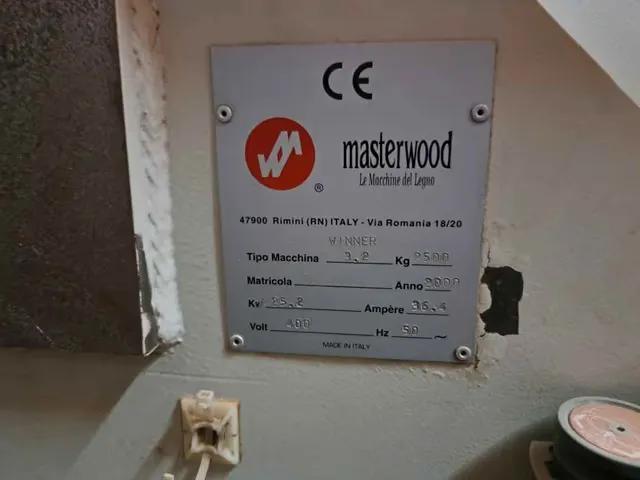 CE
masterwood
Le Macchine del Legno
®
47900 Rimini (RN) ITALY - Via Romania 18/20
WINNER
Tipo Macchina 3.2 Kg 2500
Matricola Anno 2000
Kw 15.2 Ampère 36.4
Volt 400 Hz 50 ~
MADE IN ITALY